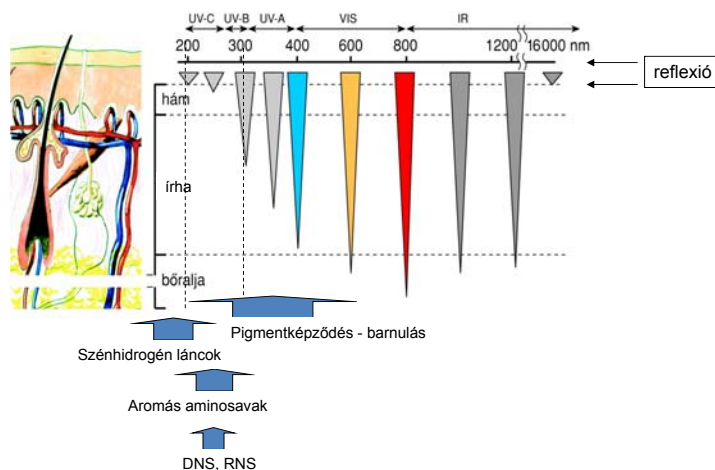 UV-C UV-B UV-A VIS IR
200 300 400 600 800 1200 16000 nm
reflexió
hám
írha
bőralja
Pigmentképződés - barnulás
Szénhidrogén láncok
Aromás aminosavak
DNS, RNS